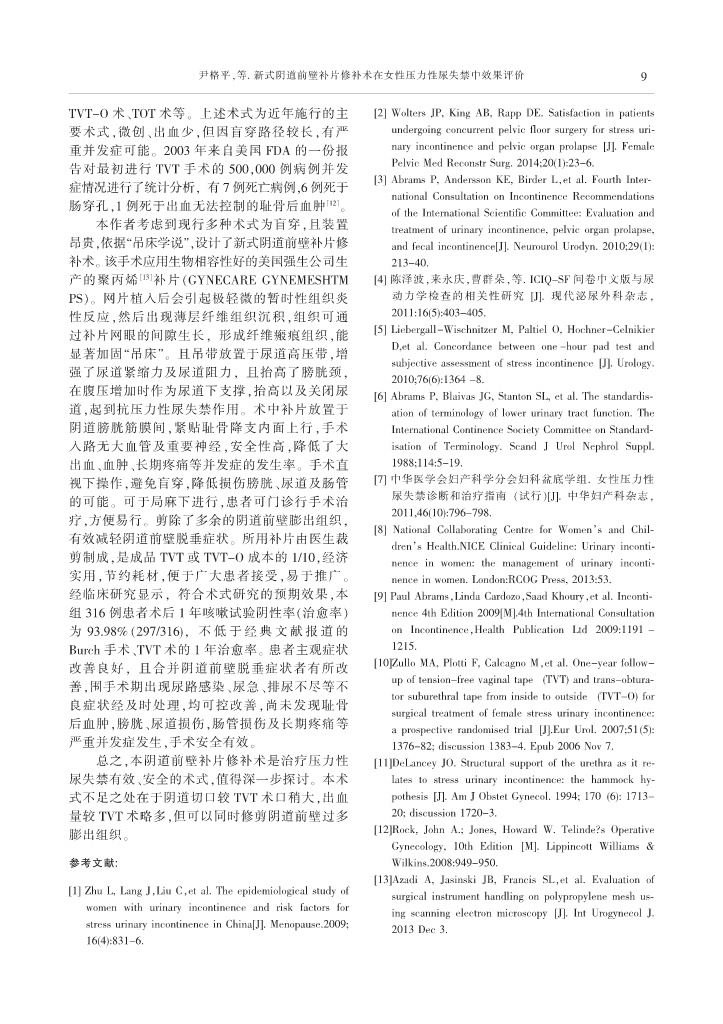 尹格平,等. 新式阴道前壁补片修补术在女性压力性尿失禁中效果评价
9
TVT-O 术、TOT 术等。上述术式为近年施行的主
要术式,微创、出血少,但因盲穿路径较长,有严
重并发症可能。2003 年来自美国 FDA 的一份报
告对最初进行 TVT 手术的 500,000 例病例并发
症情况进行了统计分析, 有 7 例死亡病例,6 例死于
肠穿孔,1 例死于出血无法控制的耻骨后血肿[12]。
本作者考虑到现行多种术式为盲穿,且装置
昂贵,依据“吊床学说”,设计了新式阴道前壁补片修
补术。该手术应用生物相容性好的美国强生公司生
产的聚丙烯[13]补片(GYNECARE GYNEMESHTM
PS)。网片植入后会引起极轻微的暂时性组织炎
性反应,然后出现薄层纤维组织沉积,组织可通
过补片网眼的间隙生长, 形成纤维瘢痕组织,能
显著加固“吊床”。且吊带放置于尿道高压带,增
强了尿道紧缩力及尿道阻力, 且抬高了膀胱颈,
在腹压增加时作为尿道下支撑,抬高以及关闭尿
道,起到抗压力性尿失禁作用。术中补片放置于
阴道膀胱筋膜间,紧贴耻骨降支内面上行,手术
入路无大血管及重要神经,安全性高,降低了大
出血、血肿、长期疼痛等并发症的发生率。手术直
视下操作,避免盲穿,降低损伤膀胱、尿道及肠管
的可能。可于局麻下进行,患者可门诊行手术治
疗,方便易行。剪除了多余的阴道前壁膨出组织,
有效减轻阴道前壁脱垂症状。所用补片由医生裁
剪制成,是成品 TVT 或 TVT-O 成本的 1/10,经济
实用,节约耗材,便于广大患者接受,易于推广。
经临床研究显示, 符合术式研究的预期效果,本
组 316 例患者术后 1 年咳嗽试验阴性率(治愈率)
为 93.98% (297/316), 不低于经典文献报道的
Burch 手术、TVT 术的 1 年治愈率。患者主观症状
改善良好, 且合并阴道前壁脱垂症状者有所改
善,围手术期出现尿路感染、尿急、排尿不尽等不
良症状经及时处理,均可控改善,尚未发现耻骨
后血肿,膀胱、尿道损伤,肠管损伤及长期疼痛等
严重并发症发生,手术安全有效。
总之,本阴道前壁补片修补术是治疗压力性
尿失禁有效、安全的术式,值得深一步探讨。本术
式不足之处在于阴道切口较 TVT 术口稍大,出血
量较 TVT 术略多,但可以同时修剪阴道前壁过多
膨出组织。
参考文献:
[1] Zhu L, Lang J,Liu C,et al. The epidemiological study of
women with urinary incontinence and risk factors for
stress urinary incontinence in China[J]. Menopause.2009;
16(4):831-6.
[2] Wolters JP, King AB, Rapp DE. Satisfaction in patients
undergoing concurrent pelvic floor surgery for stress uri-
nary incontinence and pelvic organ prolapse [J]. Female
Pelvic Med Reconstr Surg. 2014;20(1):23-6.
[3] Abrams P, Andersson KE, Birder L,et al. Fourth Inter-
national Consultation on Incontinence Recommendations
of the International Scientific Committee: Evaluation and
treatment of urinary incontinence, pelvic organ prolapse,
and fecal incontinence[J]. Neurourol Urodyn. 2010;29(1):
213-40.
[4] 陈泽波,来永庆,曹群朵,等. ICIQ-SF 问卷中文版与尿
动力学检查的相关性研究 [J]. 现代泌尿外科杂志,
2011:16(5):403-405.
[5] Liebergall-Wischnitzer M, Paltiel O, Hochner-Celnikier
D,et al. Concordance between one -hour pad test and
subjective assessment of stress incontinence [J]. Urology.
2010;76(6):1364 -8.
[6] Abrams P, Blaivas JG, Stanton SL, et al. The standardis-
ation of terminology of lower urinary tract function. The
International Continence Society Committee on Standard-
isation of Terminology. Scand J Urol Nephrol Suppl.
1988;114:5-19.
[7] 中华医学会妇产科学分会妇科盆底学组. 女性压力性
尿失禁诊断和治疗指南 (试行)[J]. 中华妇产科杂志,
2011,46(10):796-798.
[8] National Collaborating Centre for Women's and Chil-
dren's Health.NICE Clinical Guideline: Urinary inconti-
nence in women: the management of urinary inconti-
nence in women. London:RCOG Press, 2013:53.
[9] Paul Abrams,Linda Cardozo,Saad Khoury,et al. Inconti-
nence 4th Edition 2009[M].4th International Consultation
on Incontinence,Health Publication Ltd 2009:1191 -
1215.
[10]Zullo MA, Plotti F, Calcagno M,et al. One-year follow-
up of tension-free vaginal tape (TVT) and trans-obtura-
tor suburethral tape from inside to outside (TVT-O) for
surgical treatment of female stress urinary incontinence:
a prospective randomised trial [J].Eur Urol. 2007;51(5):
1376-82; discussion 1383-4. Epub 2006 Nov 7.
[11]DeLancey JO. Structural support of the urethra as it re-
lates to stress urinary incontinence: the hammock hy-
pothesis [J]. Am J Obstet Gynecol. 1994; 170 (6): 1713-
20; discussion 1720-3.
[12]Rock, John A.; Jones, Howard W. Telinde?s Operative
Gynecology, 10th Edition [M]. Lippincott Williams &
Wilkins.2008:949-950.
[13]Azadi A, Jasinski JB, Francis SL,et al. Evaluation of
surgical instrument handling on polypropylene mesh us-
ing scanning electron microscopy [J]. Int Urogynecol J.
2013 Dec 3.